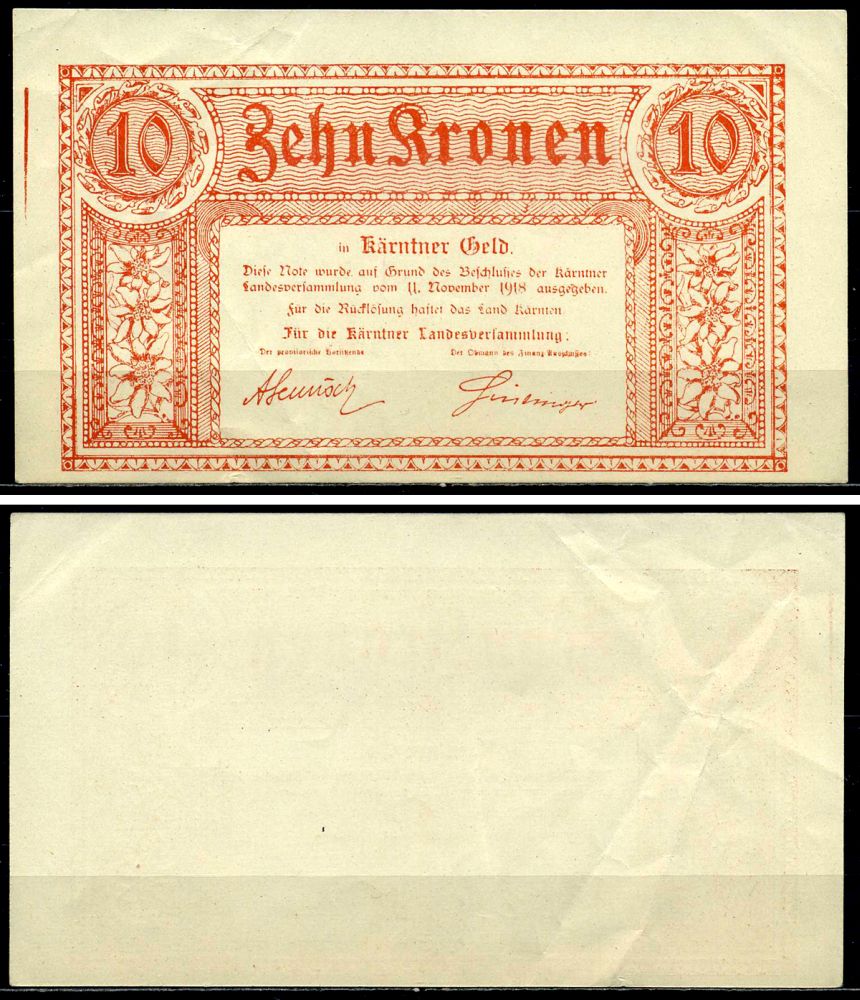 10 Zehn Kronen 10
in Kärntner Geld.
Diese Note wurde auf Grund des Beschlußes der Kärntner
Landesversammlung vom 11. November 1918 ausgegeben.
Für die Rücklösung haftet das Land Kärnten
Für die Kärntner Landesversammlung:
Der provisorische Vorsitzende Der Obmann des Finanz-Ausschußes: